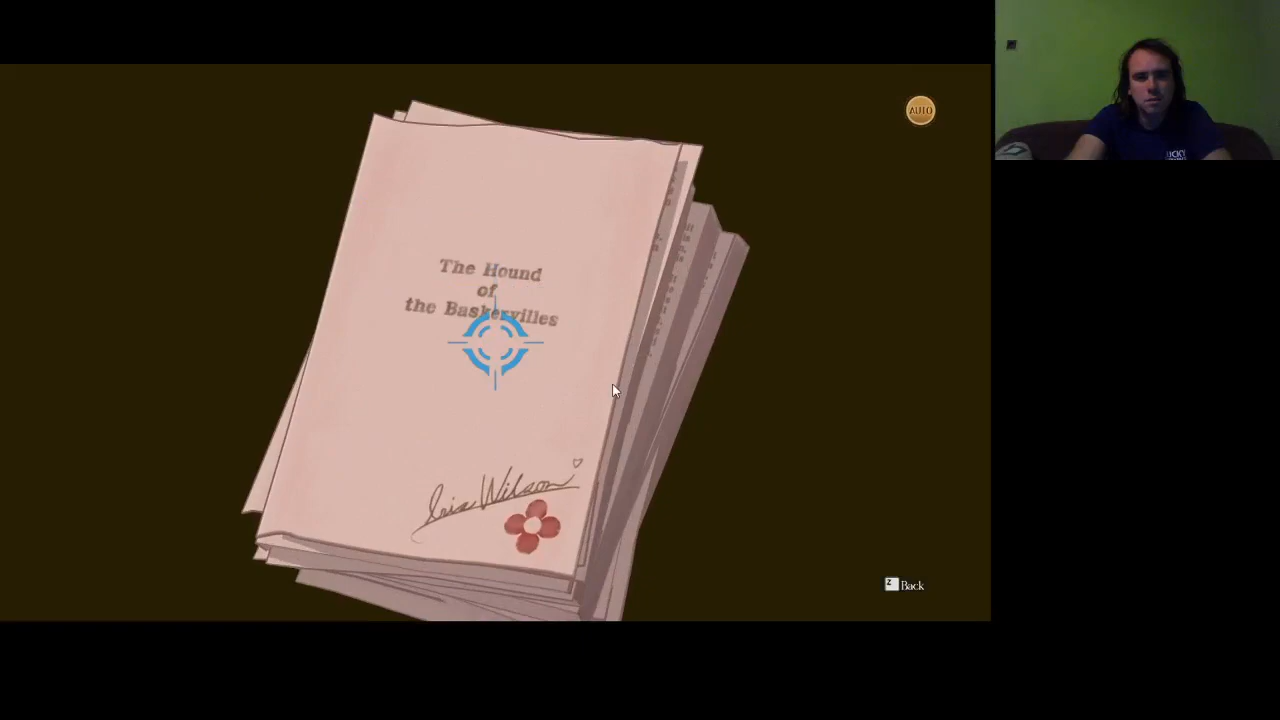 AUTO
The Hound
of
the Baskervilles
Iris Wilson
Z Back